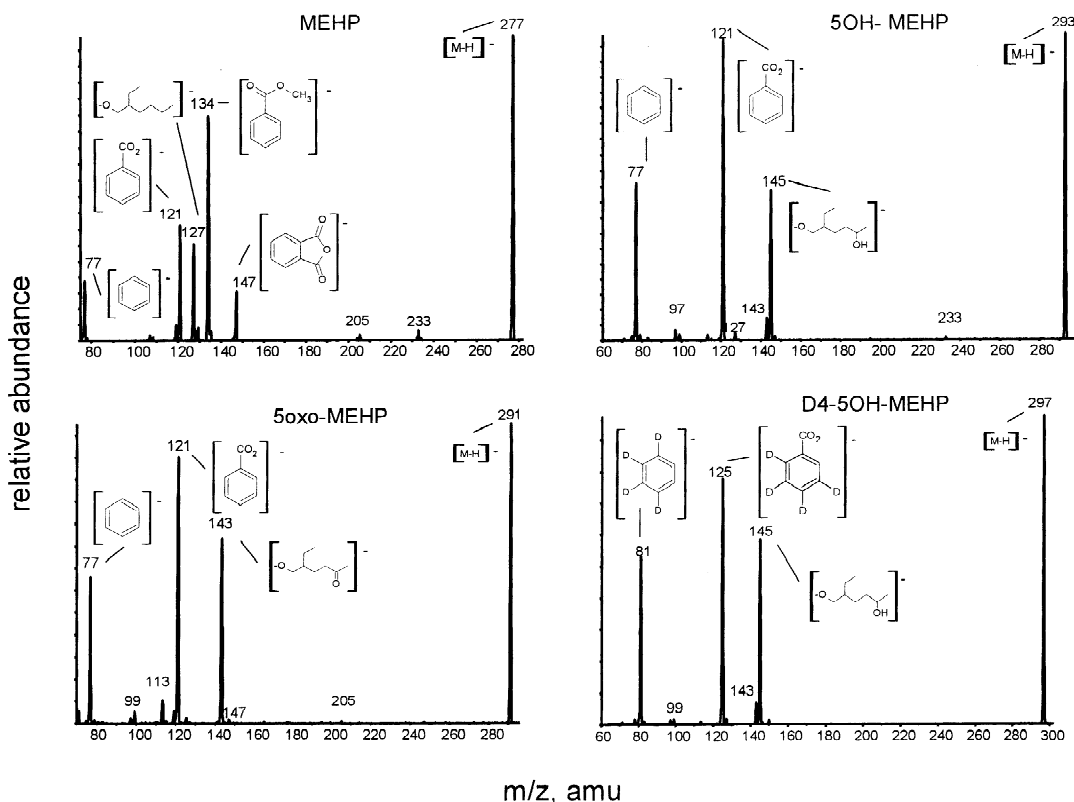 MEHP
277
[M-H]-
134
-O
O
O
CH3
CO2
121
127
77
147
O
O
O
205
233
80 100 120 140 160 180 200 220 240 260 280
5OH- MEHP
293
[M-H]-
121
CO2
77
145
-O
OH
97
27
143
233
60 80 100 120 140 160 180 200 220 240 260 280
relative abundance
5oxo-MEHP
291
[M-H]-
121
CO2
77
143
-O
O
113
99
147
205
80 100 120 140 160 180 200 220 240 260 280
D4-5OH-MEHP
297
[M-H]-
D
D
D
D
CO2
D
D
D
D
125
81
145
-O
OH
143
99
60 80 100 120 140 160 180 200 220 240 260 280 300
m/z, amu